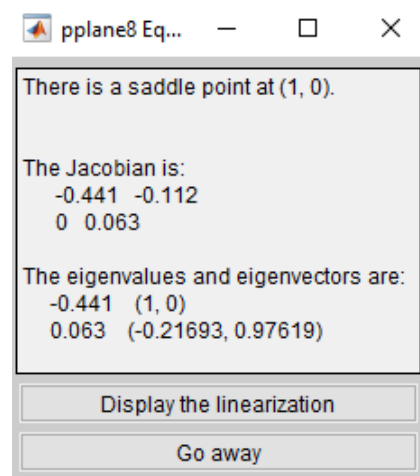 pplane8 Eq...
There is a saddle point at (1, 0).
The Jacobian is:
-0.441 -0.112
0 0.063
The eigenvalues and eigenvectors are:
-0.441 (1, 0)
0.063 (-0.21693, 0.97619)
Display the linearization
Go away